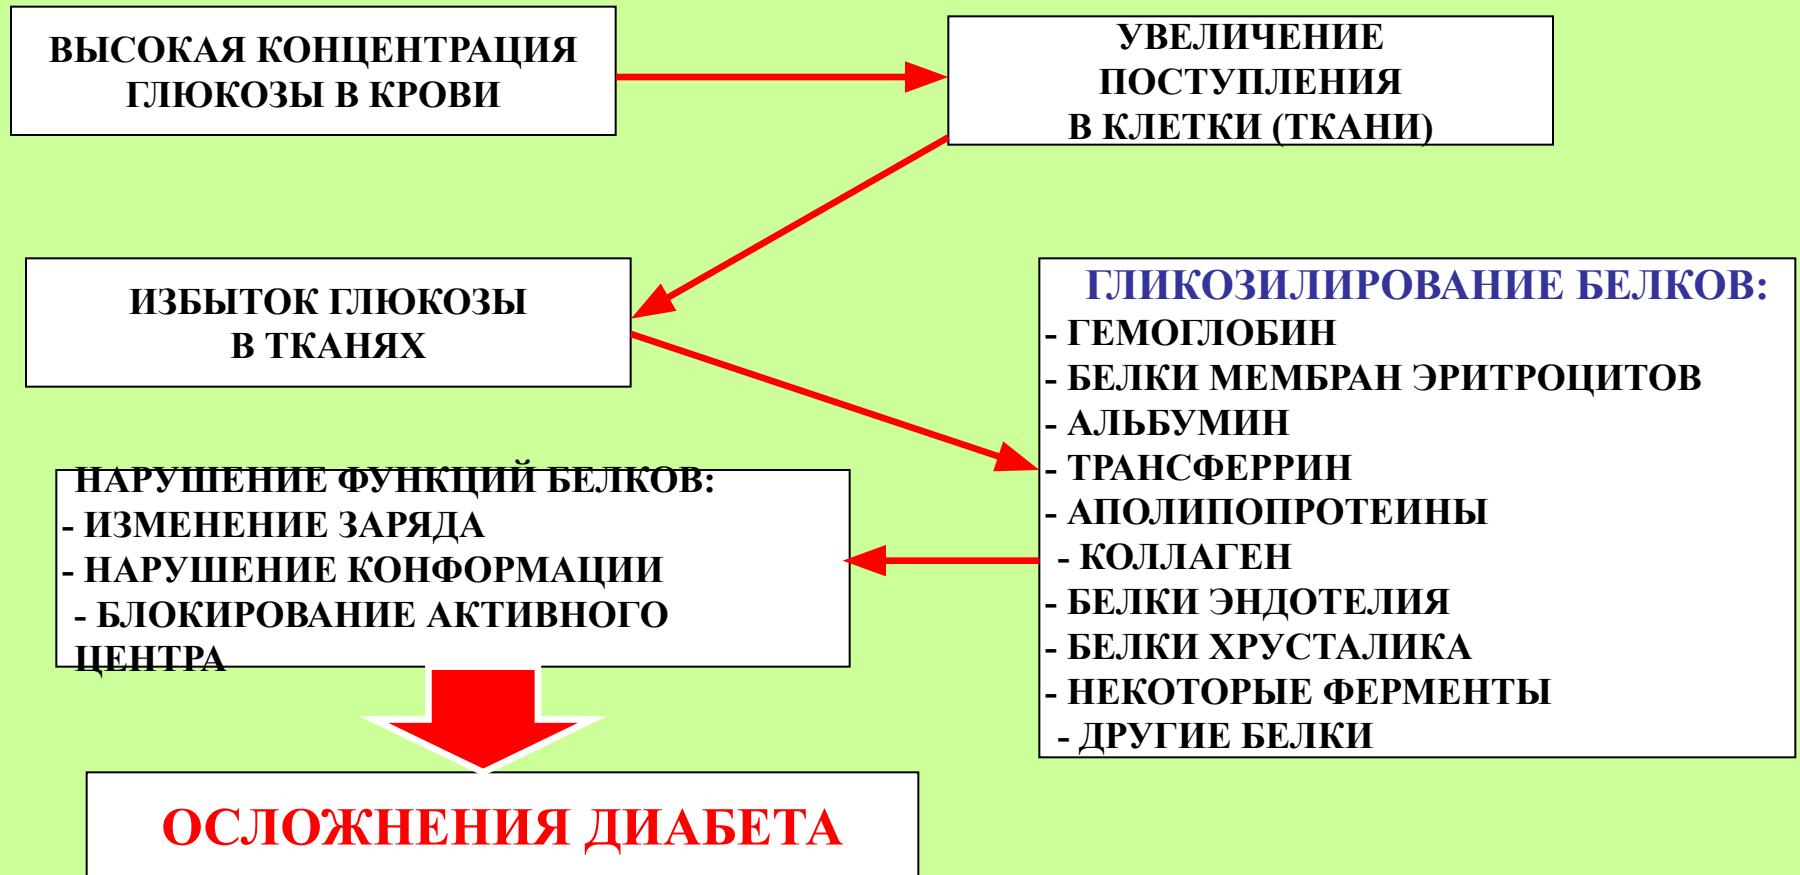 ВЫСОКАЯ КОНЦЕНТРАЦИЯ
ГЛЮКОЗЫ В КРОВИ
УВЕЛИЧЕНИЕ
ПОСТУПЛЕНИЯ
В КЛЕТКИ (ТКАНИ)
ИЗБЫТОК ГЛЮКОЗЫ
В ТКАНЯХ
ГЛИКОЗИЛИРОВАНИЕ БЕЛКОВ:
- ГЕМОГЛОБИН
- БЕЛКИ МЕМБРАН ЭРИТРОЦИТОВ
- АЛЬБУМИН
- ТРАНСФЕРРИН
- АПОЛИПОПРОТЕИНЫ
- КОЛЛАГЕН
- БЕЛКИ ЭНДОТЕЛИЯ
- БЕЛКИ ХРУСТАЛИКА
- НЕКОТОРЫЕ ФЕРМЕНТЫ
- ДРУГИЕ БЕЛКИ
НАРУШЕНИЕ ФУНКЦИЙ БЕЛКОВ:
- ИЗМЕНЕНИЕ ЗАРЯДА
- НАРУШЕНИЕ КОНФОРМАЦИИ
- БЛОКИРОВАНИЕ АКТИВНОГО
ЦЕНТРА
ОСЛОЖНЕНИЯ ДИАБЕТА